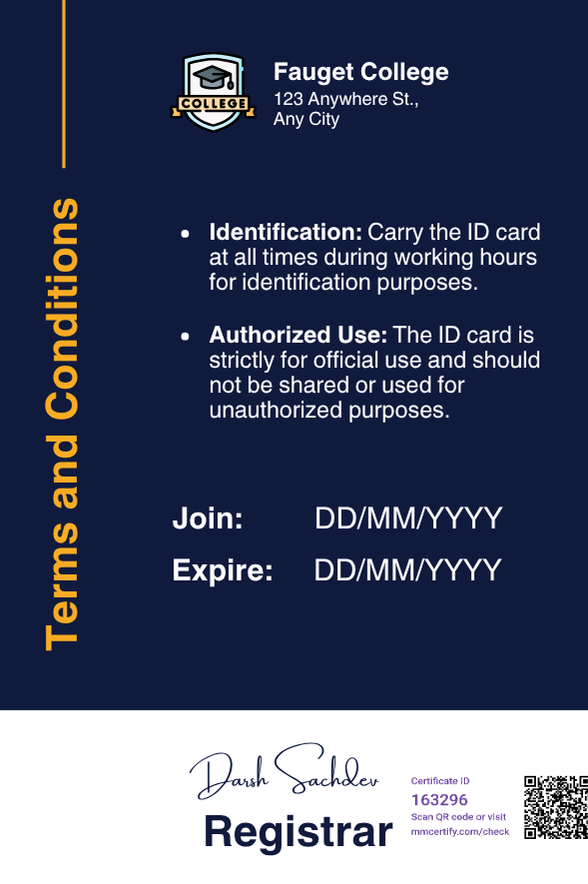 COLLEGE
Fauget College
123 Anywhere St.,
Any City
Terms and Conditions
• Identification: Carry the ID card
at all times during working hours
for identification purposes.
• Authorized Use: The ID card is
strictly for official use and should
not be shared or used for
unauthorized purposes.
Join: DD/MM/YYYY
Expire: DD/MM/YYYY
Darsh Sachdev
Registrar
Certificate ID
163296
Scan QR code or visit
mmcertify.com/check